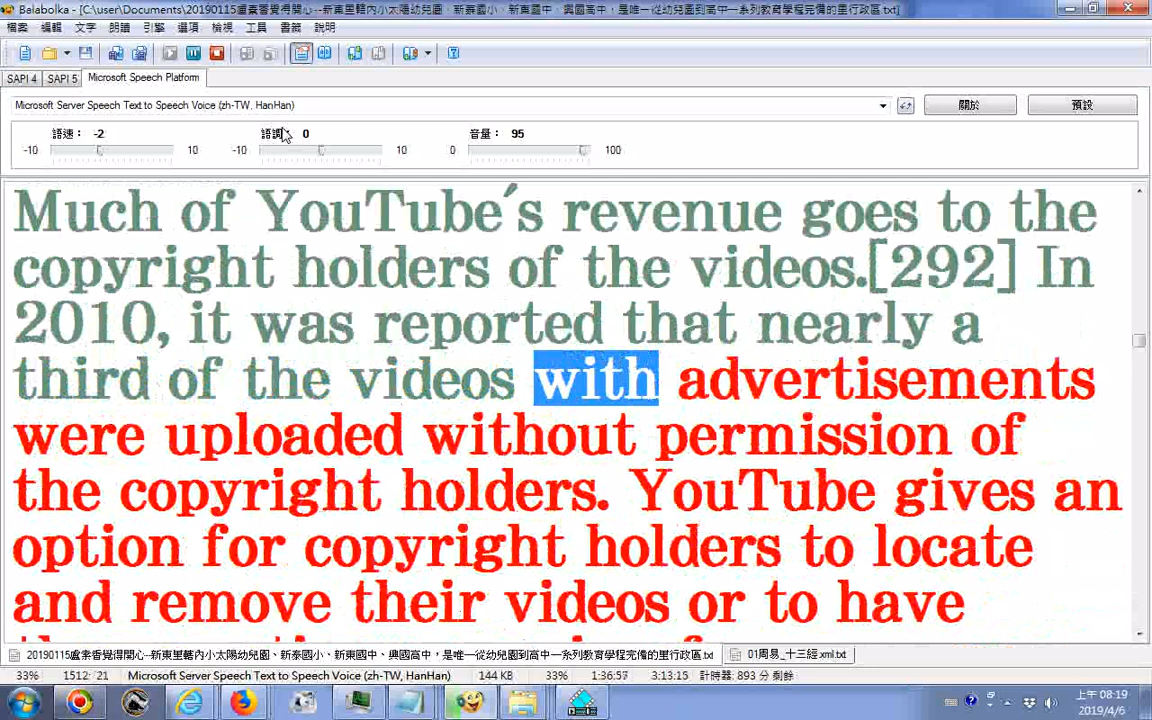 Balabolka - [C:\user\Documents\20190115盧素香覺得開心--新東里轄內小太陽幼兒園、新泰國小、新東國中、興國高中，是唯一從幼兒園到高中一系列教育學程完備的里行政區.txt]
檔案 編輯 文字 朗讀 引擎 選項 檢視 工具 書籤 說明
SAPI 4 SAPI 5 Microsoft Speech Platform
Microsoft Server Speech Text to Speech Voice (zh-TW, HanHan) 關於 預設
語速： -2 語調： 0 音量： 95
-10 10 -10 10 0 100
Much of YouTube´s revenue goes to the
copyright holders of the videos.[292] In
2010, it was reported that nearly a
third of the videos with advertisements
were uploaded without permission of
the copyright holders. YouTube gives an
option for copyright holders to locate
and remove their videos or to have
20190115盧素香覺得開心--新東里轄內小太陽幼兒園、新泰國小、新東國中、興國高中，是唯一從幼兒園到高中一系列教育學程完備的里行政區.txt 01周易_十三經.xml.txt
33% 1512: 21 Microsoft Server Speech Text to Speech Voice (zh-TW, HanHan) 144 KB 33% 1:36:57 3:13:15 計時器: 893 分 剩餘
上午 08:19
2019/4/6